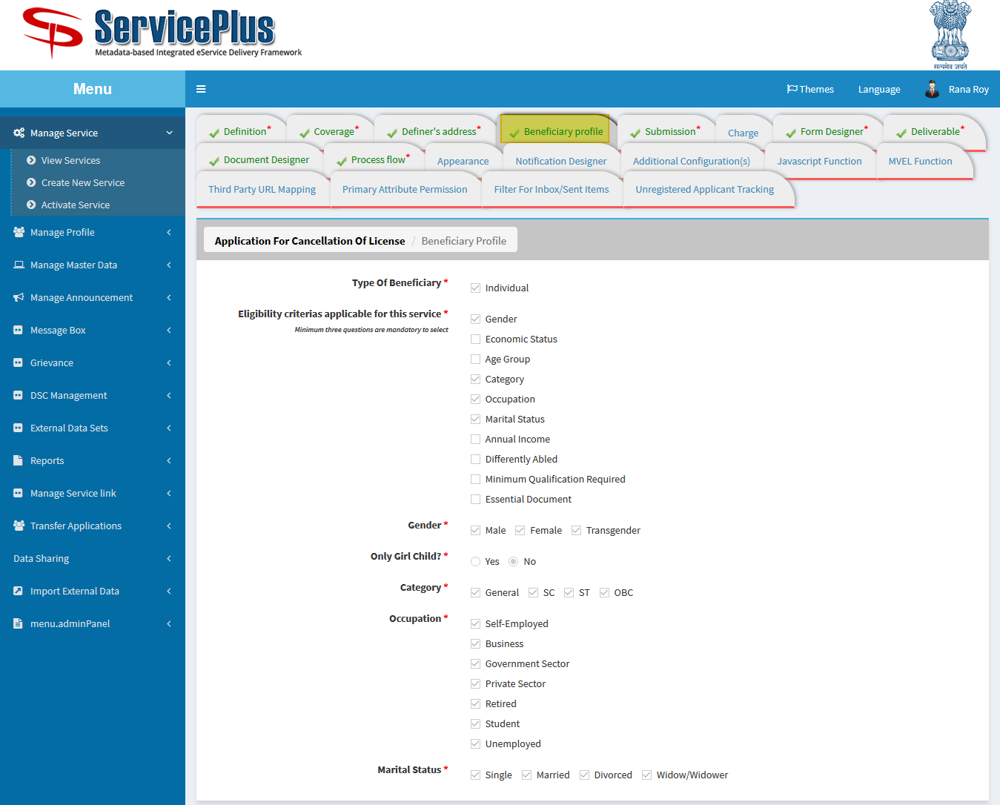 ServicePlus
Metadata-based Integrated eService Delivery Framework
सत्यमेव जयते
Menu
Themes Language Rana Roy
Manage Service
View Services
Create New Service
Activate Service
Manage Profile
Manage Master Data
Manage Announcement
Message Box
Grievance
DSC Management
External Data Sets
Reports
Manage Service link
Transfer Applications
Data Sharing
Import External Data
menu.adminPanel
Definition* Coverage* Definer's address* Beneficiary profile Submission* Charge Form Designer* Deliverable*
Document Designer Process flow* Appearance Notification Designer Additional Configuration(s) Javascript Function MVEL Function
Third Party URL Mapping Primary Attribute Permission Filter For Inbox/Sent Items Unregistered Applicant Tracking
Application For Cancellation Of License / Beneficiary Profile
Type Of Beneficiary * Individual
Eligibility criterias applicable for this service *
Minimum three questions are mandatory to select
Gender
Economic Status
Age Group
Category
Occupation
Marital Status
Annual Income
Differently Abled
Minimum Qualification Required
Essential Document
Gender * Male Female Transgender
Only Girl Child? * Yes No
Category * General SC ST OBC
Occupation * Self-Employed
Business
Government Sector
Private Sector
Retired
Student
Unemployed
Marital Status * Single Married Divorced Widow/Widower